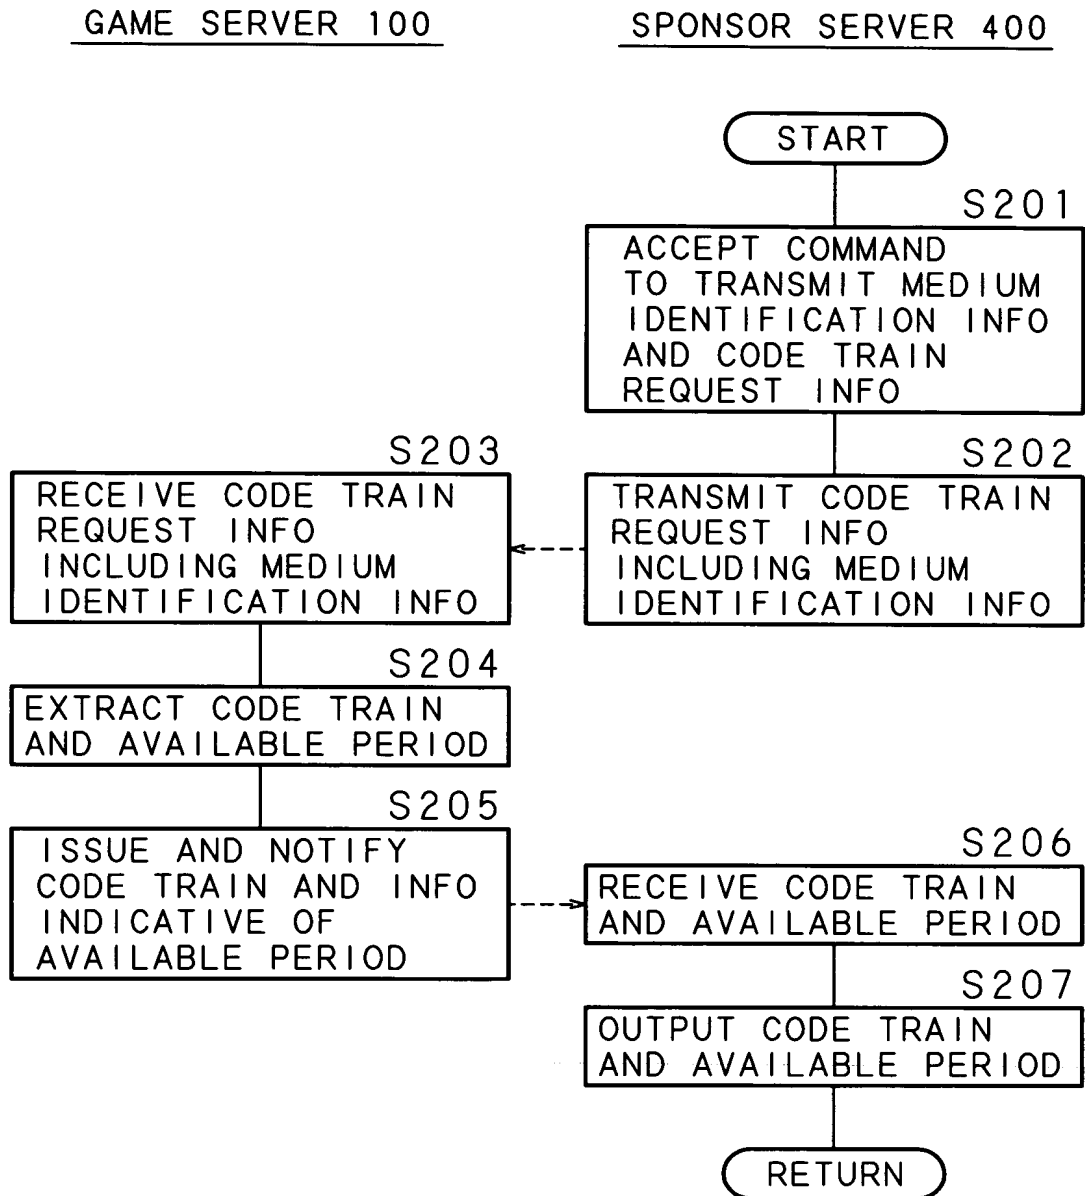 GAME SERVER 100
SPONSOR SERVER 400
START
S201
ACCEPT COMMAND
TO TRANSMIT MEDIUM
IDENTIFICATION INFO
AND CODE TRAIN
REQUEST INFO
S202
TRANSMIT CODE TRAIN
REQUEST INFO
INCLUDING MEDIUM
IDENTIFICATION INFO
S203
RECEIVE CODE TRAIN
REQUEST INFO
INCLUDING MEDIUM
IDENTIFICATION INFO
S204
EXTRACT CODE TRAIN
AND AVAILABLE PERIOD
S205
ISSUE AND NOTIFY
CODE TRAIN AND INFO
INDICATIVE OF
AVAILABLE PERIOD
S206
RECEIVE CODE TRAIN
AND AVAILABLE PERIOD
S207
OUTPUT CODE TRAIN
AND AVAILABLE PERIOD
RETURN